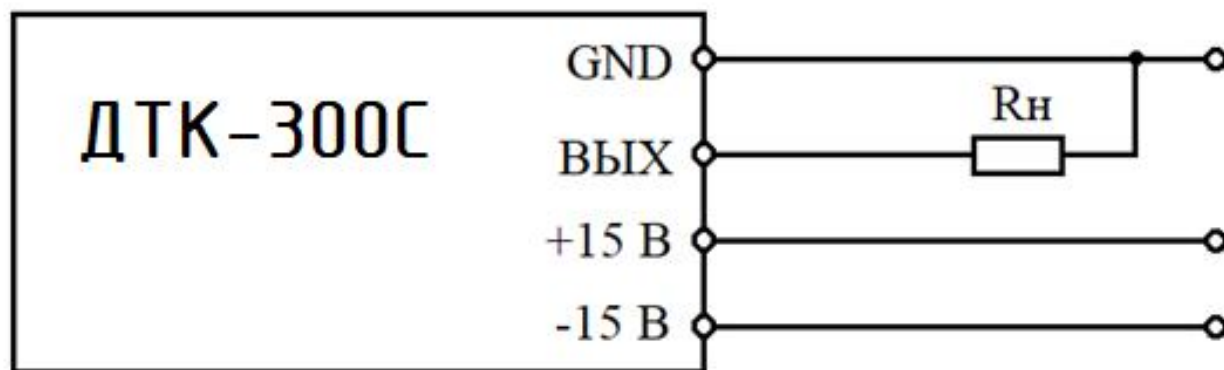 GND
ДТК-300С
Rн
ВЫХ
+15 В
-15 В